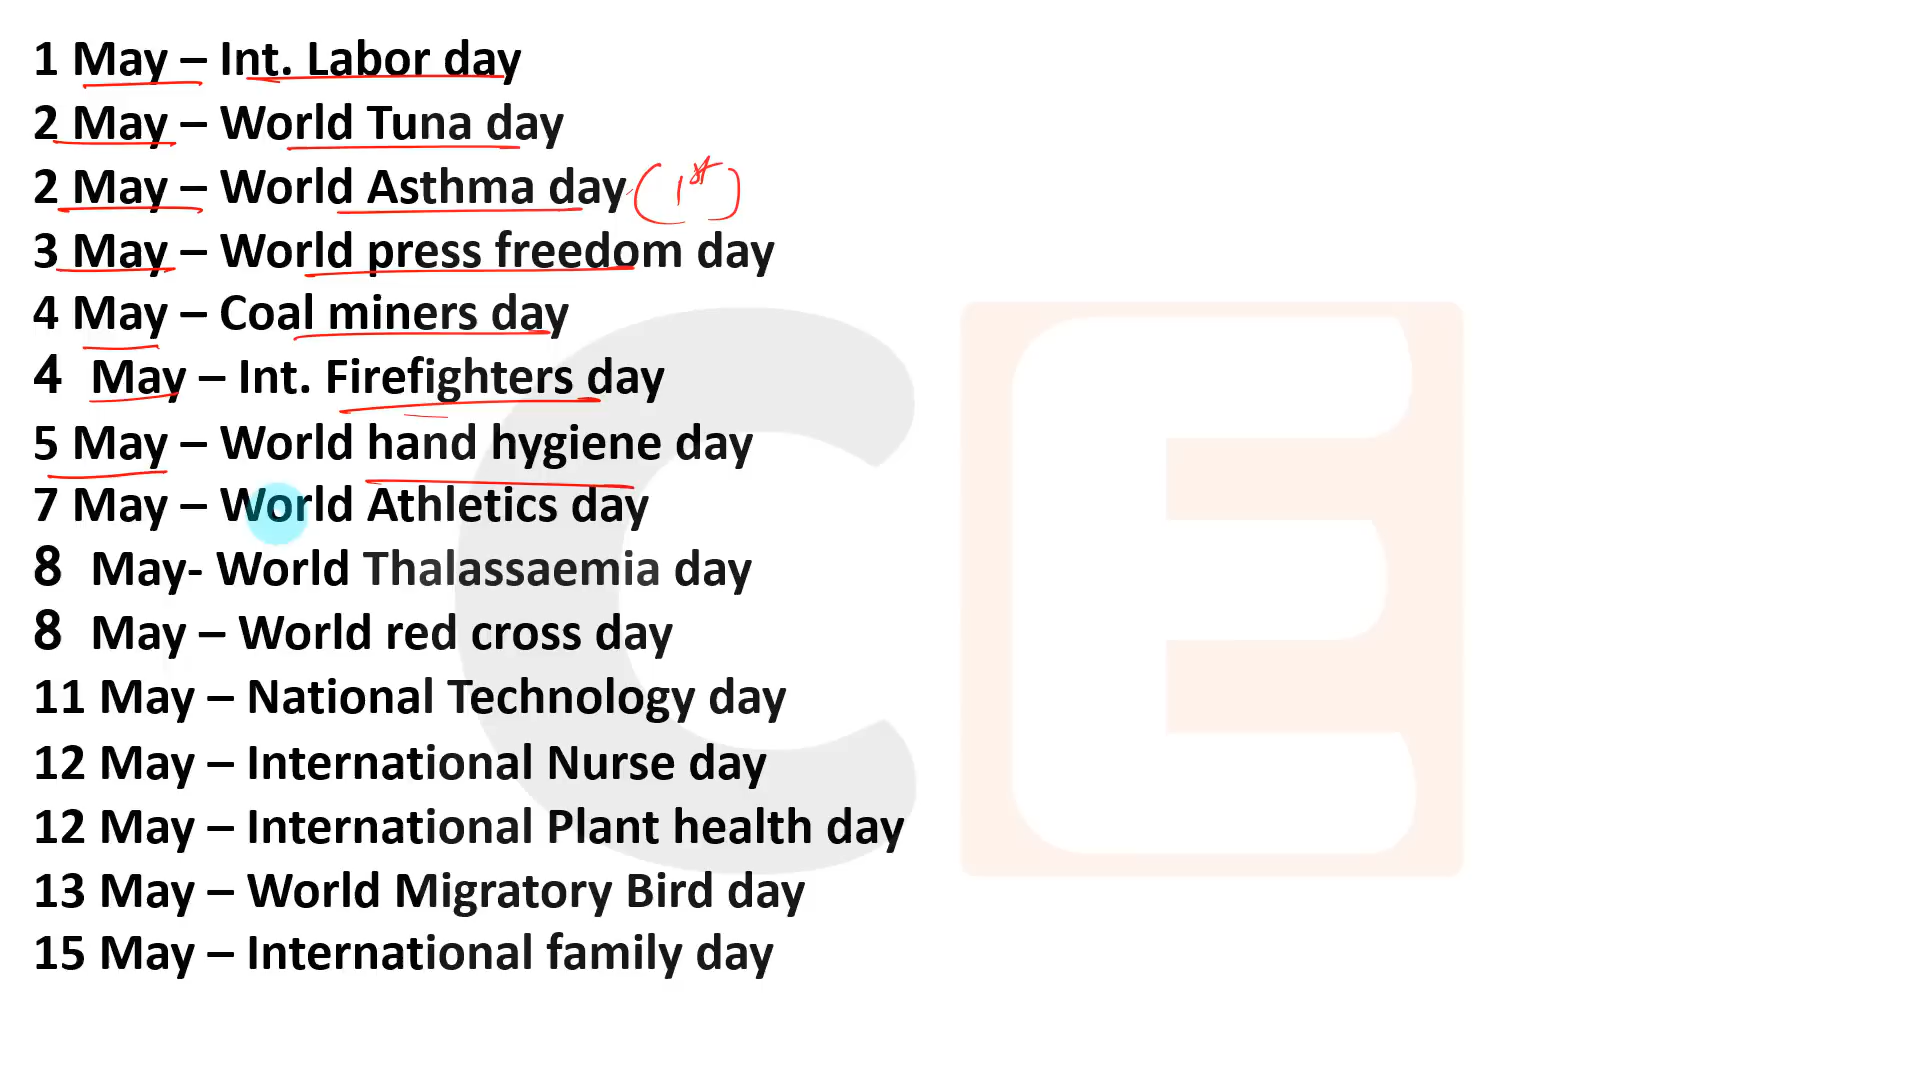 1 May – Int. Labor day
2 May – World Tuna day
2 May – World Asthma day (1st)
3 May – World press freedom day
4 May – Coal miners day
4 May – Int. Firefighters day
5 May – World hand hygiene day
7 May – World Athletics day
8 May- World Thalassaemia day
8 May – World red cross day
11 May – National Technology day
12 May – International Nurse day
12 May – International Plant health day
13 May – World Migratory Bird day
15 May – International family day
CE